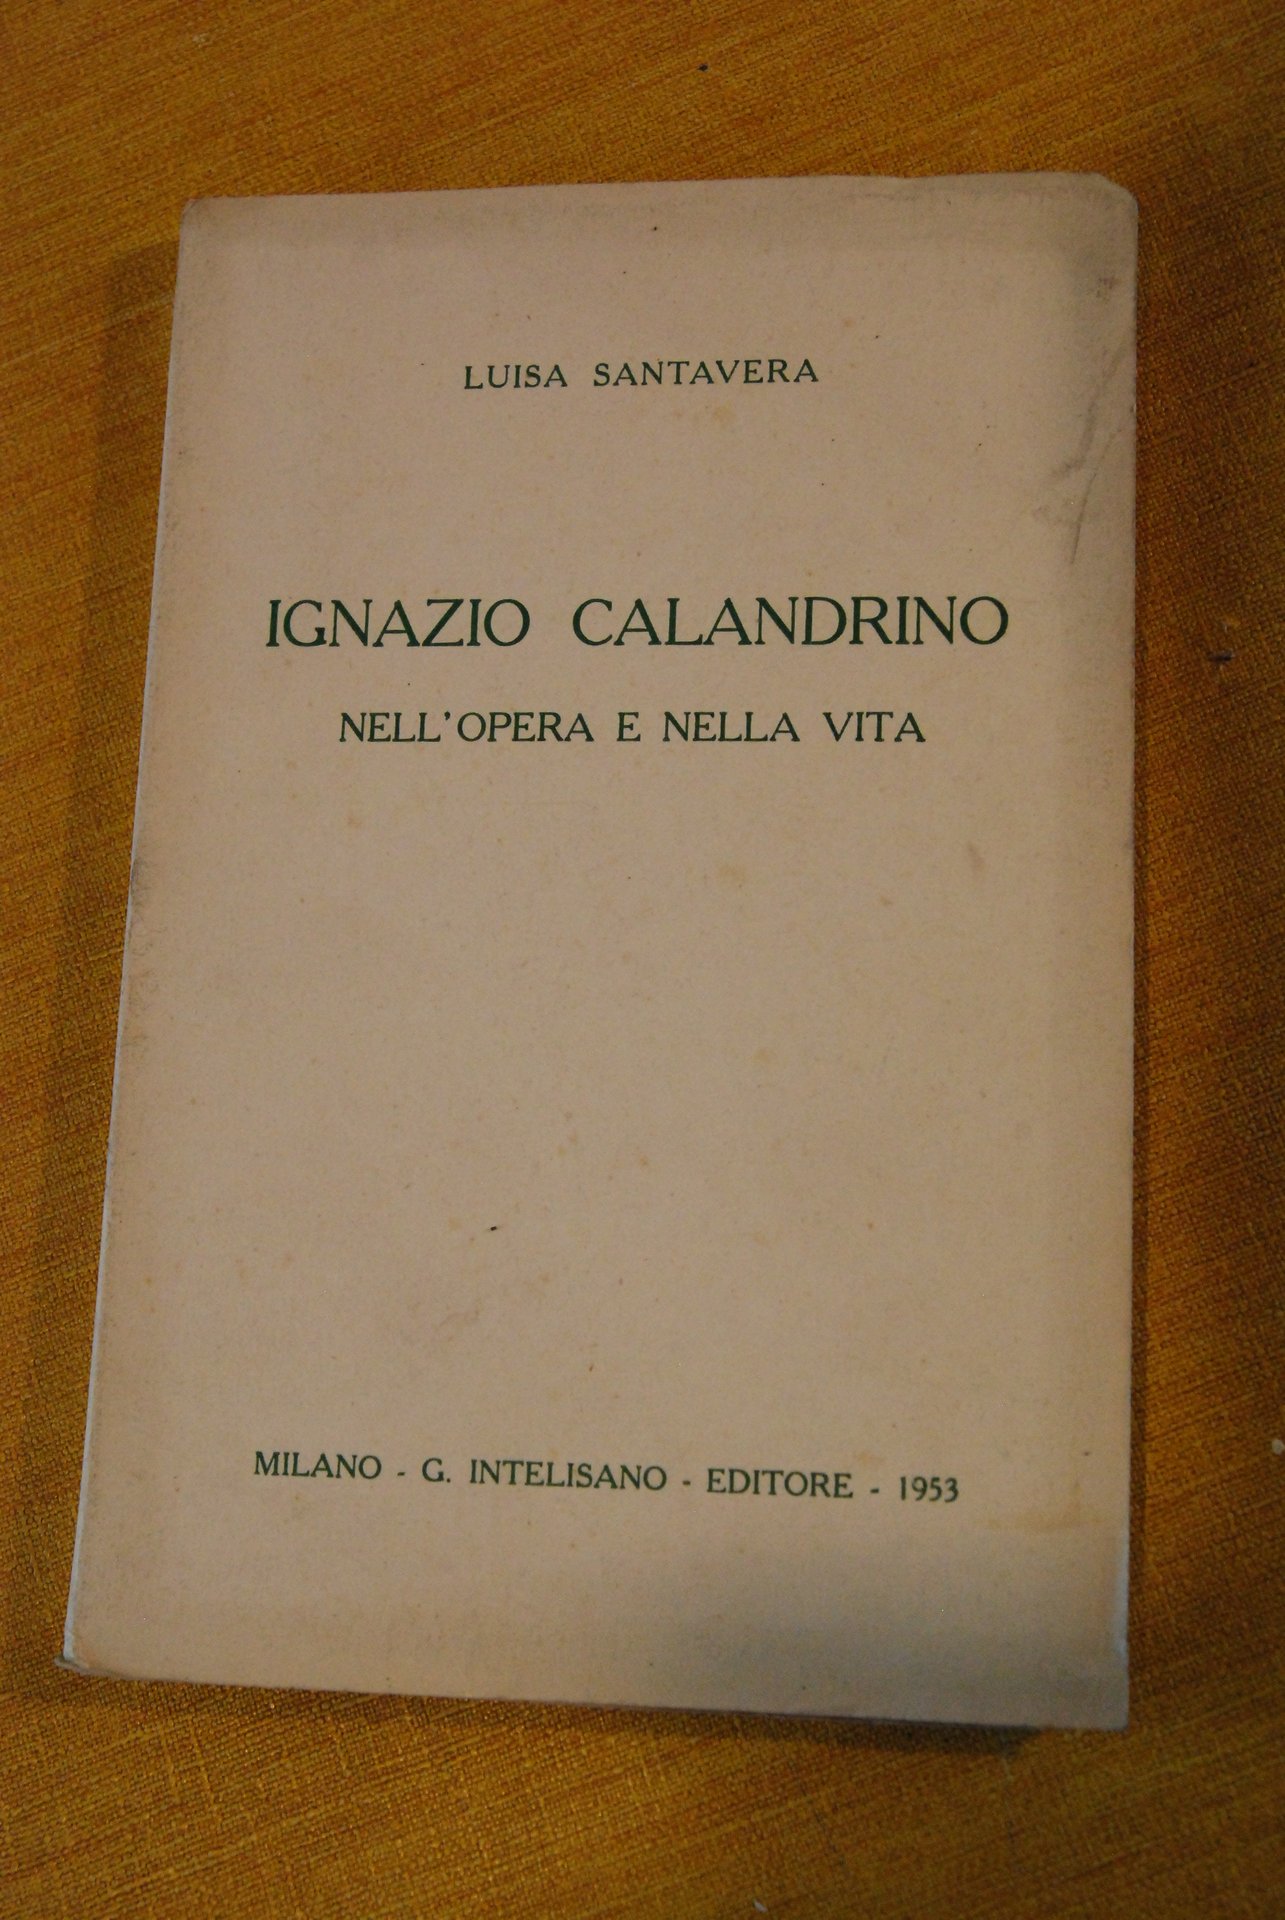 LUISA SANTAVERA
IGNAZIO CALANDRINO
NELL'OPERA E NELLA VITA
MILANO - G. INTELISANO - EDITORE - 1953